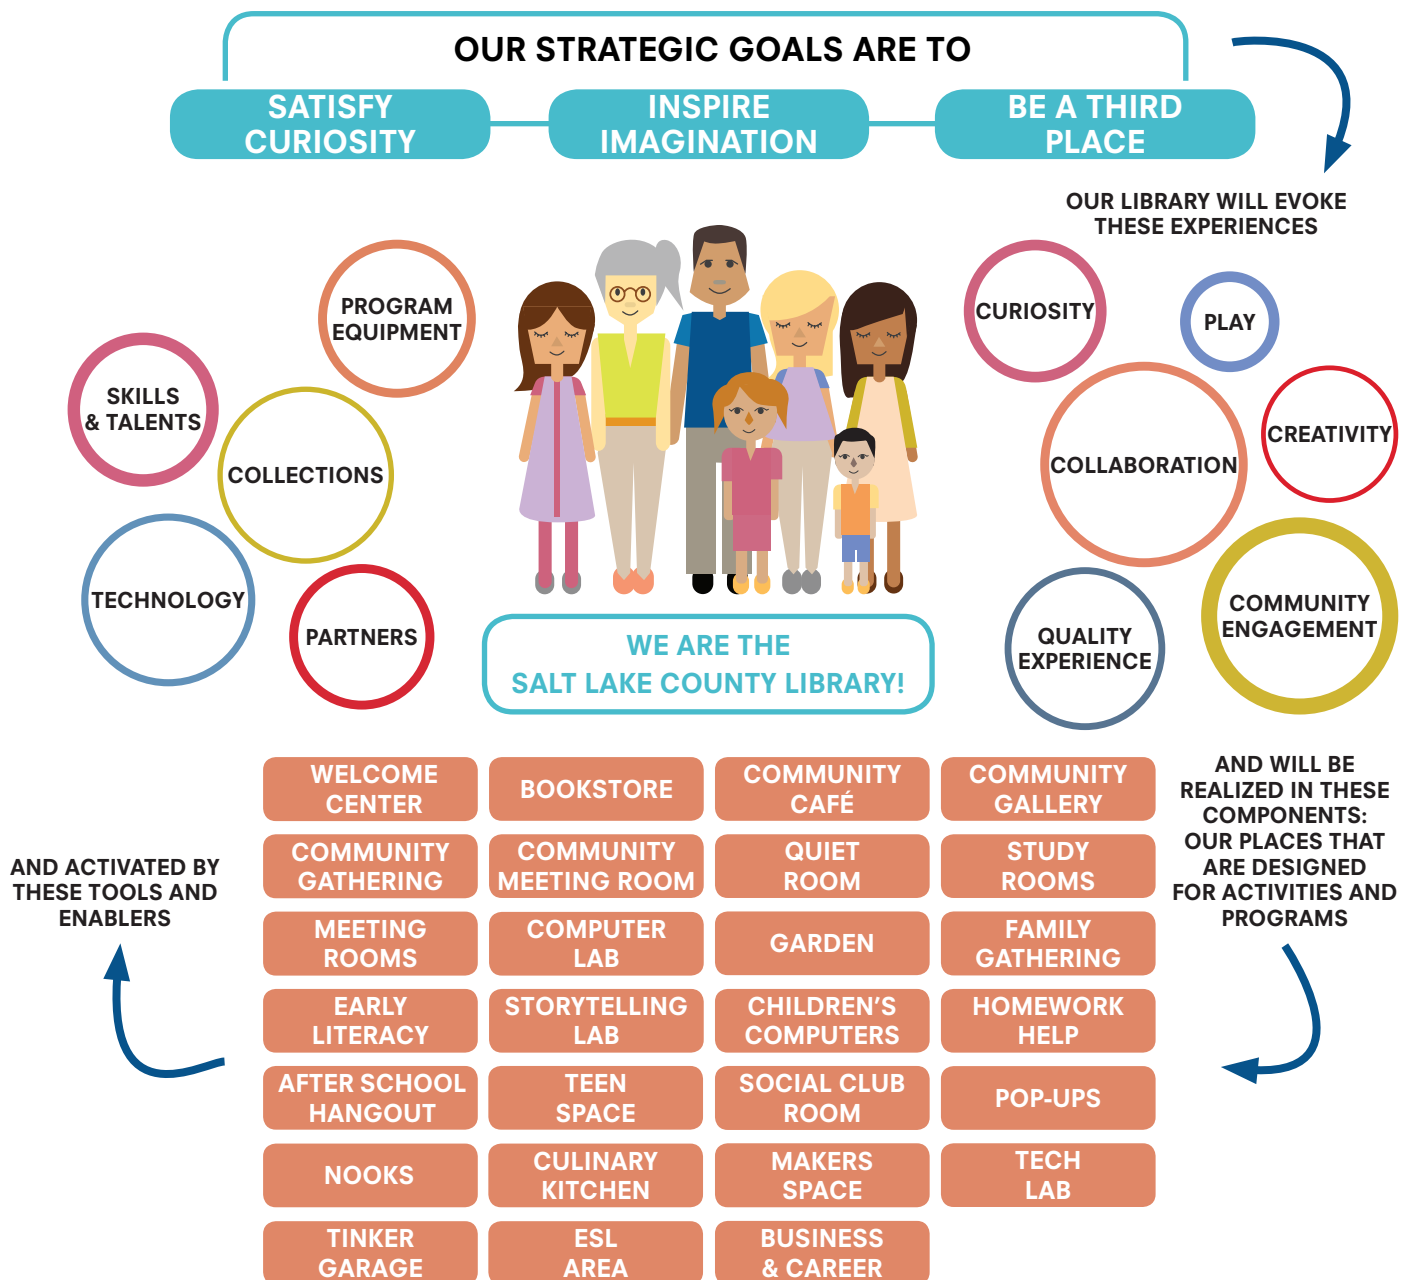 OUR STRATEGIC GOALS ARE TO
SATISFY
CURIOSITY
INSPIRE
IMAGINATION
BE A THIRD
PLACE
OUR LIBRARY WILL EVOKE
THESE EXPERIENCES
CURIOSITY
PLAY
COLLABORATION
CREATIVITY
QUALITY
EXPERIENCE
COMMUNITY
ENGAGEMENT
PROGRAM
EQUIPMENT
SKILLS
& TALENTS
COLLECTIONS
TECHNOLOGY
PARTNERS
WE ARE THE
SALT LAKE COUNTY LIBRARY!
AND WILL BE
REALIZED IN THESE
COMPONENTS:
OUR PLACES THAT
ARE DESIGNED
FOR ACTIVITIES AND
PROGRAMS
WELCOME
CENTER
BOOKSTORE
COMMUNITY
CAFÉ
COMMUNITY
GALLERY
COMMUNITY
GATHERING
COMMUNITY
MEETING ROOM
QUIET
ROOM
STUDY
ROOMS
MEETING
ROOMS
COMPUTER
LAB
GARDEN
FAMILY
GATHERING
EARLY
LITERACY
STORYTELLING
LAB
CHILDREN'S
COMPUTERS
HOMEWORK
HELP
AFTER SCHOOL
HANGOUT
TEEN
SPACE
SOCIAL CLUB
ROOM
POP-UPS
NOOKS
CULINARY
KITCHEN
MAKERS
SPACE
TECH
LAB
TINKER
GARAGE
ESL
AREA
BUSINESS
& CAREER
AND ACTIVATED BY
THESE TOOLS AND
ENABLERS